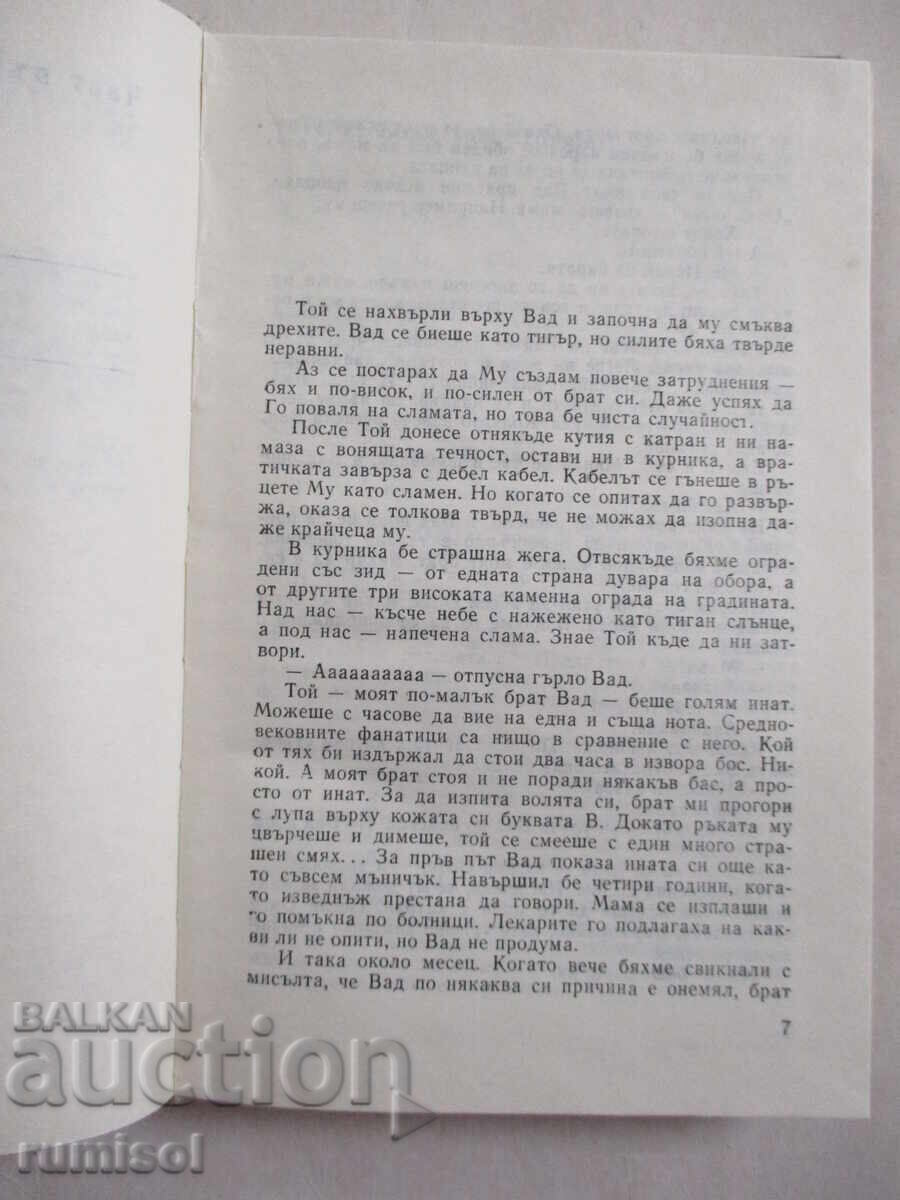 Той се нахвърли върху Вад и започна да му смъква
дрехите. Вад се биеше като тигър, но силите бяха твърде
неравни.
Аз се постарах да Му създам повече затруднения —
бях и по-висок, и по-силен от брат си. Даже успях да
Го поваля на сламата, но това бе чиста случайност.
После Той донесе отнякъде кутия с катран и ни на-
маза с вонящата течност, остави ни в курника, а вра-
тичката завърза с дебел кабел. Кабелът се гънеше в ръ-
цете Му като сламен. Но когато се опитах да го развър-
жа, оказа се толкова твърд, че не можах да изопна да-
же крайчеца му.
В курника бе страшна жега. Отвсякъде бяхме огра-
дени със зид — от едната страна дувара на обора, а
от другите три високата каменна ограда на градината.
Над нас — късче небе с нажежено като тиган слънце,
а под нас — напечена слама. Знае Той къде да ни зат-
вори.
— Аааааааааа — отпусна гърло Вад.
Той — моят по-малък брат Вад — беше голям инат.
Можеше с часове да вие на една и съща нота. Средно-
вековните фанатици са нищо в сравнение с него. Кой
от тях би издържал да стои два часа в извора бос. Ни-
кой. А моят брат стоя и не поради някакъв бас, а про-
сто от инат. За да изпита волята си, брат ми прогори
с лупа върху кожата си буквата В. Докато ръката му
цвърчеше и димеше, той се смееше с един много стра-
шен смях... За пръв път Вад показа ината си още ка-
то съвсем мъничък. Навършил бе четири години, кога-
то изведнъж престана да говори. Мама се изплаши и
го помъкна по болници. Лекарите го подлагаха на как-
ви ли не опити, но Вад не продума.
И така около месец. Когато вече бяхме свикнали с
мисълта, че Вад по някаква си причина е онемял, брат
7
BALKAN
auction
rumisol